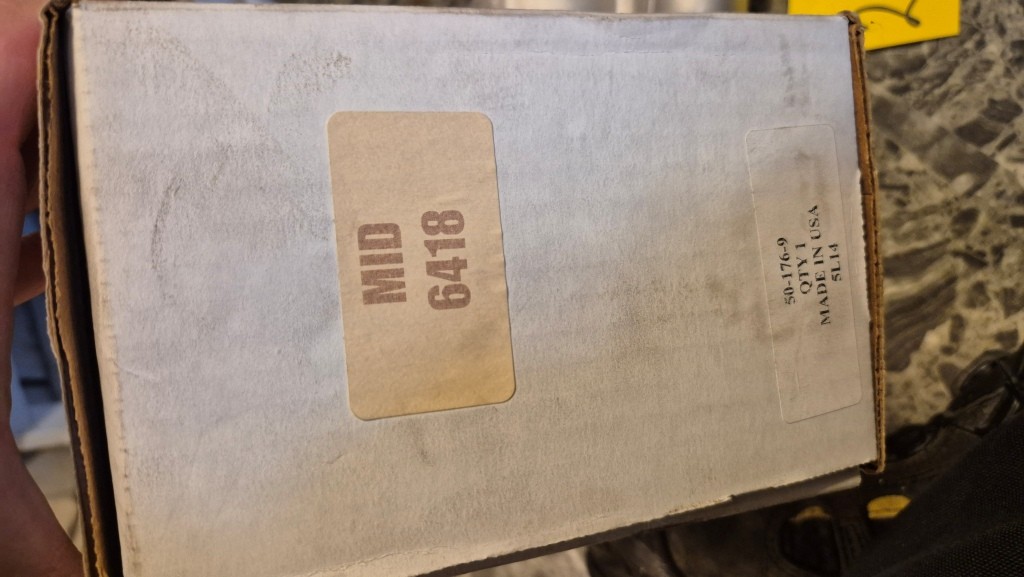 MID
6418
50-176-9
QTY 1
MADE IN USA
5L14